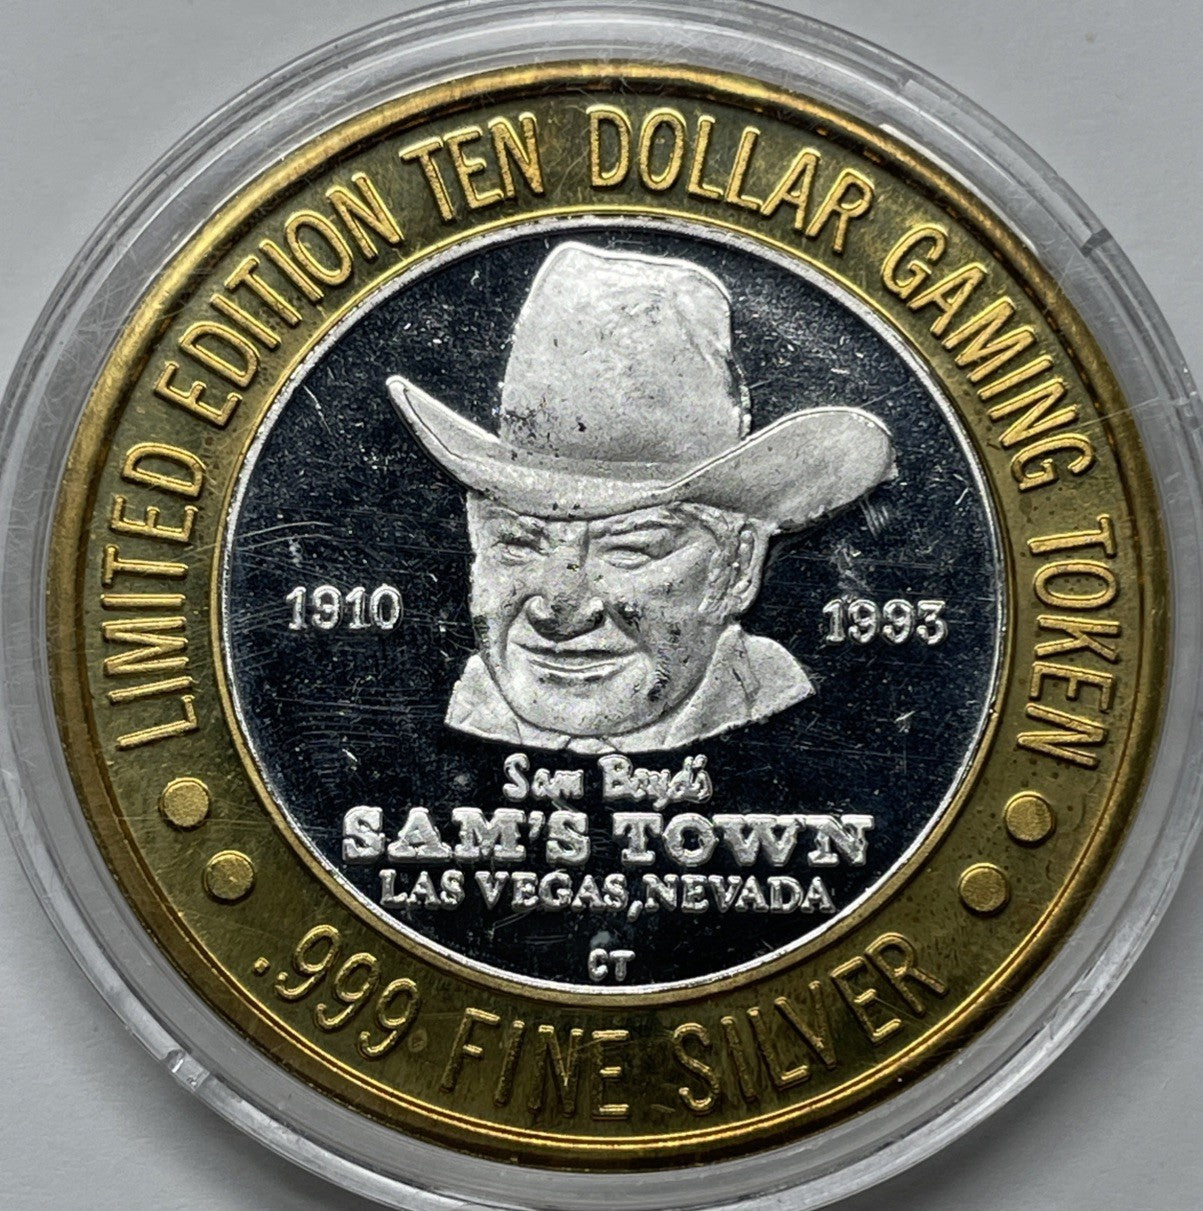 LIMITED EDITION TEN DOLLAR GAMING TOKEN
1910 1993
Sam Boyd's
SAM'S TOWN
LAS VEGAS, NEVADA
CT
.999 FINE SILVER